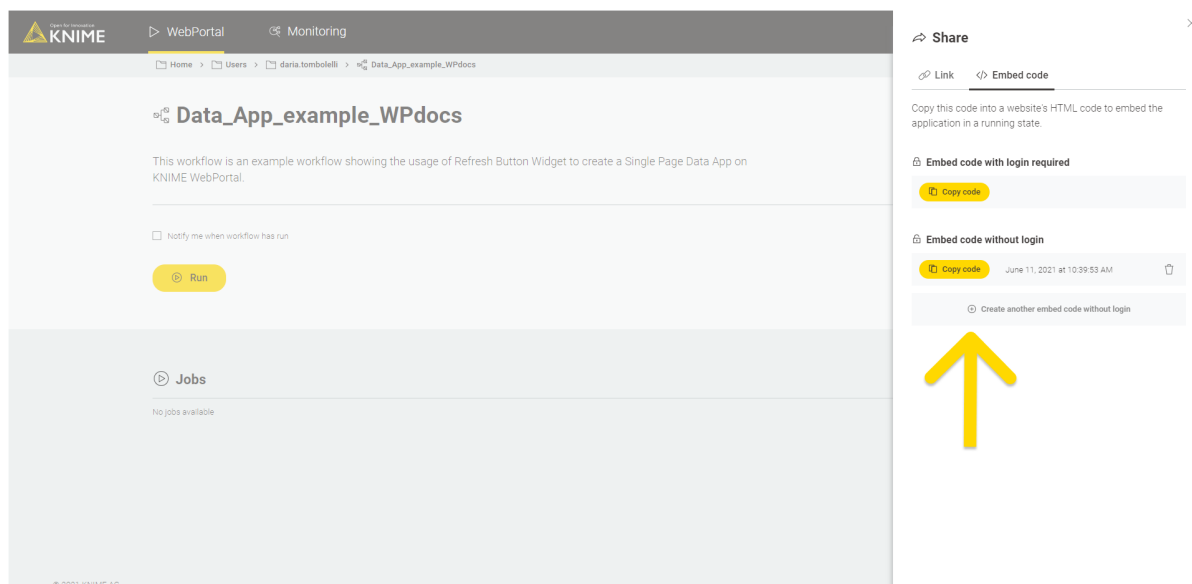 Open for Innovation
KNIME
WebPortal
Monitoring
Home > Users > daria.tombolelli > Data_App_example_WPdocs
Data_App_example_WPdocs
This workflow is an example workflow showing the usage of Refresh Button Widget to create a Single Page Data App on
KNIME WebPortal.
Notify me when workflow has run
Run
Jobs
No jobs available
Share
Link
Embed code
Copy this code into a website's HTML code to embed the
application in a running state.
Embed code with login required
Copy code
Embed code without login
Copy code
June 11, 2021 at 10:39:53 AM
Create another embed code without login